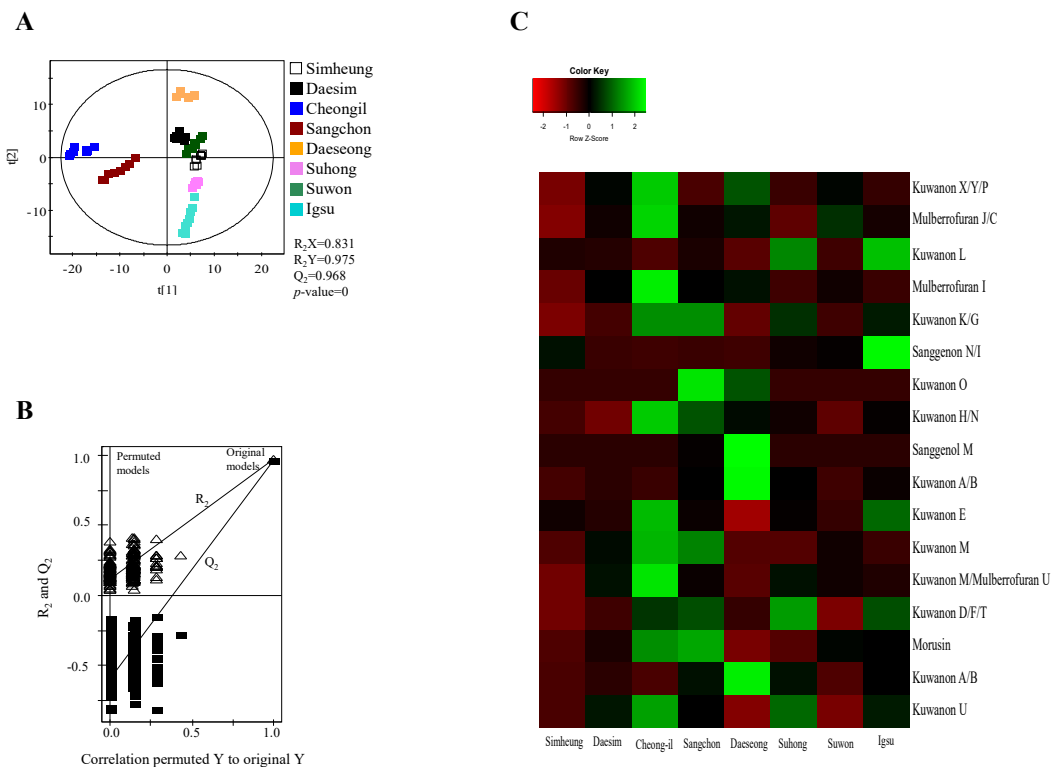 A
Simheung
Daesim
Cheongil
Sangchon
Daeseong
Suhong
Suwon
Igsu
R2X=0.831
R2Y=0.975
Q2=0.968
p-value=0
10
0
-10
t[2]
-20
-10
0
10
20
t[1]
B
Permuted models
Original models
R2
Q2
1.0
0.5
0.0
-0.5
R2 and Q2
0.0
0.5
1.0
Correlation permuted Y to original Y
C
Color Key
-2
-1
0
1
2
Row Z-Score
Kuwanon X/Y/P
Mulberrofuran J/C
Kuwanon L
Mulberrofuran I
Kuwanon K/G
Sanggenon N/I
Kuwanon O
Kuwanon H/N
Sanggenol M
Kuwanon A/B
Kuwanon E
Kuwanon M
Kuwanon M/Mulberrofuran U
Kuwanon D/F/T
Morusin
Kuwanon A/B
Kuwanon U
Simheung
Daesim
Cheong-il
Sangchon
Daeseong
Suhong
Suwon
Igsu